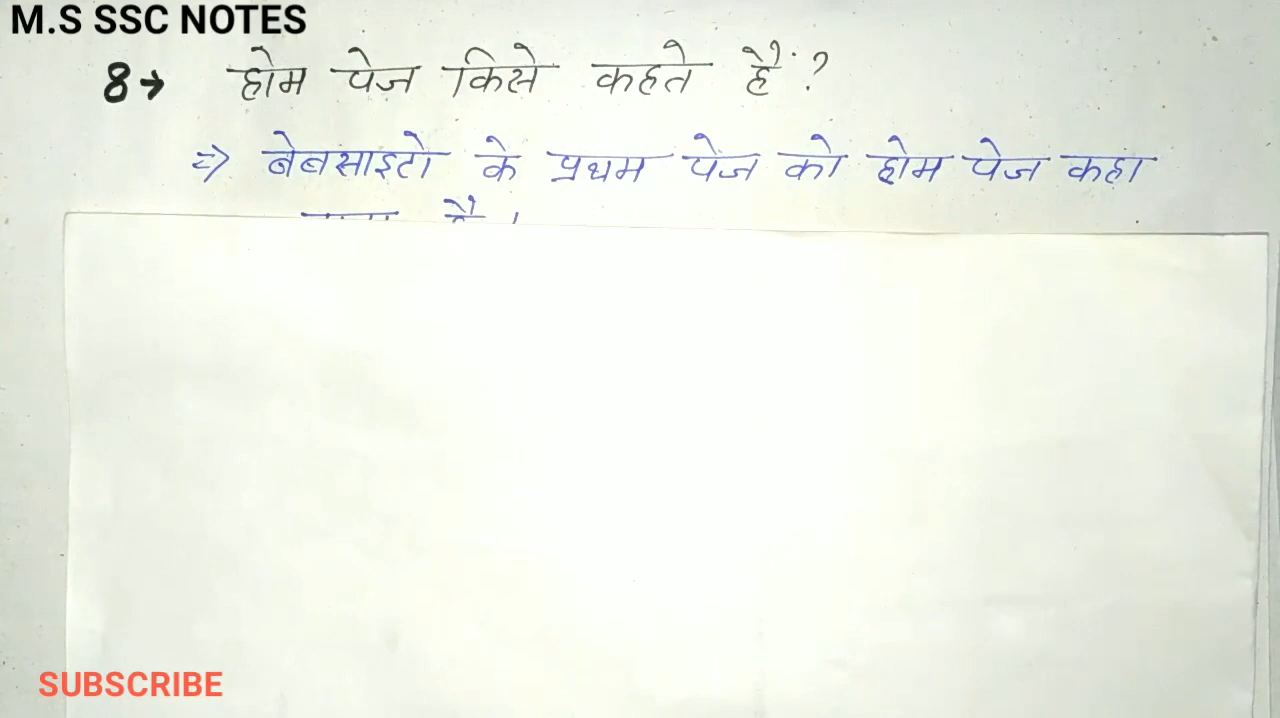 M.S SSC NOTES
8→ होम पेज किसे कहते हैं ?
⇒ बेबसाइटो के प्रथम पेज को होम पेज कहा
है ।
SUBSCRIBE